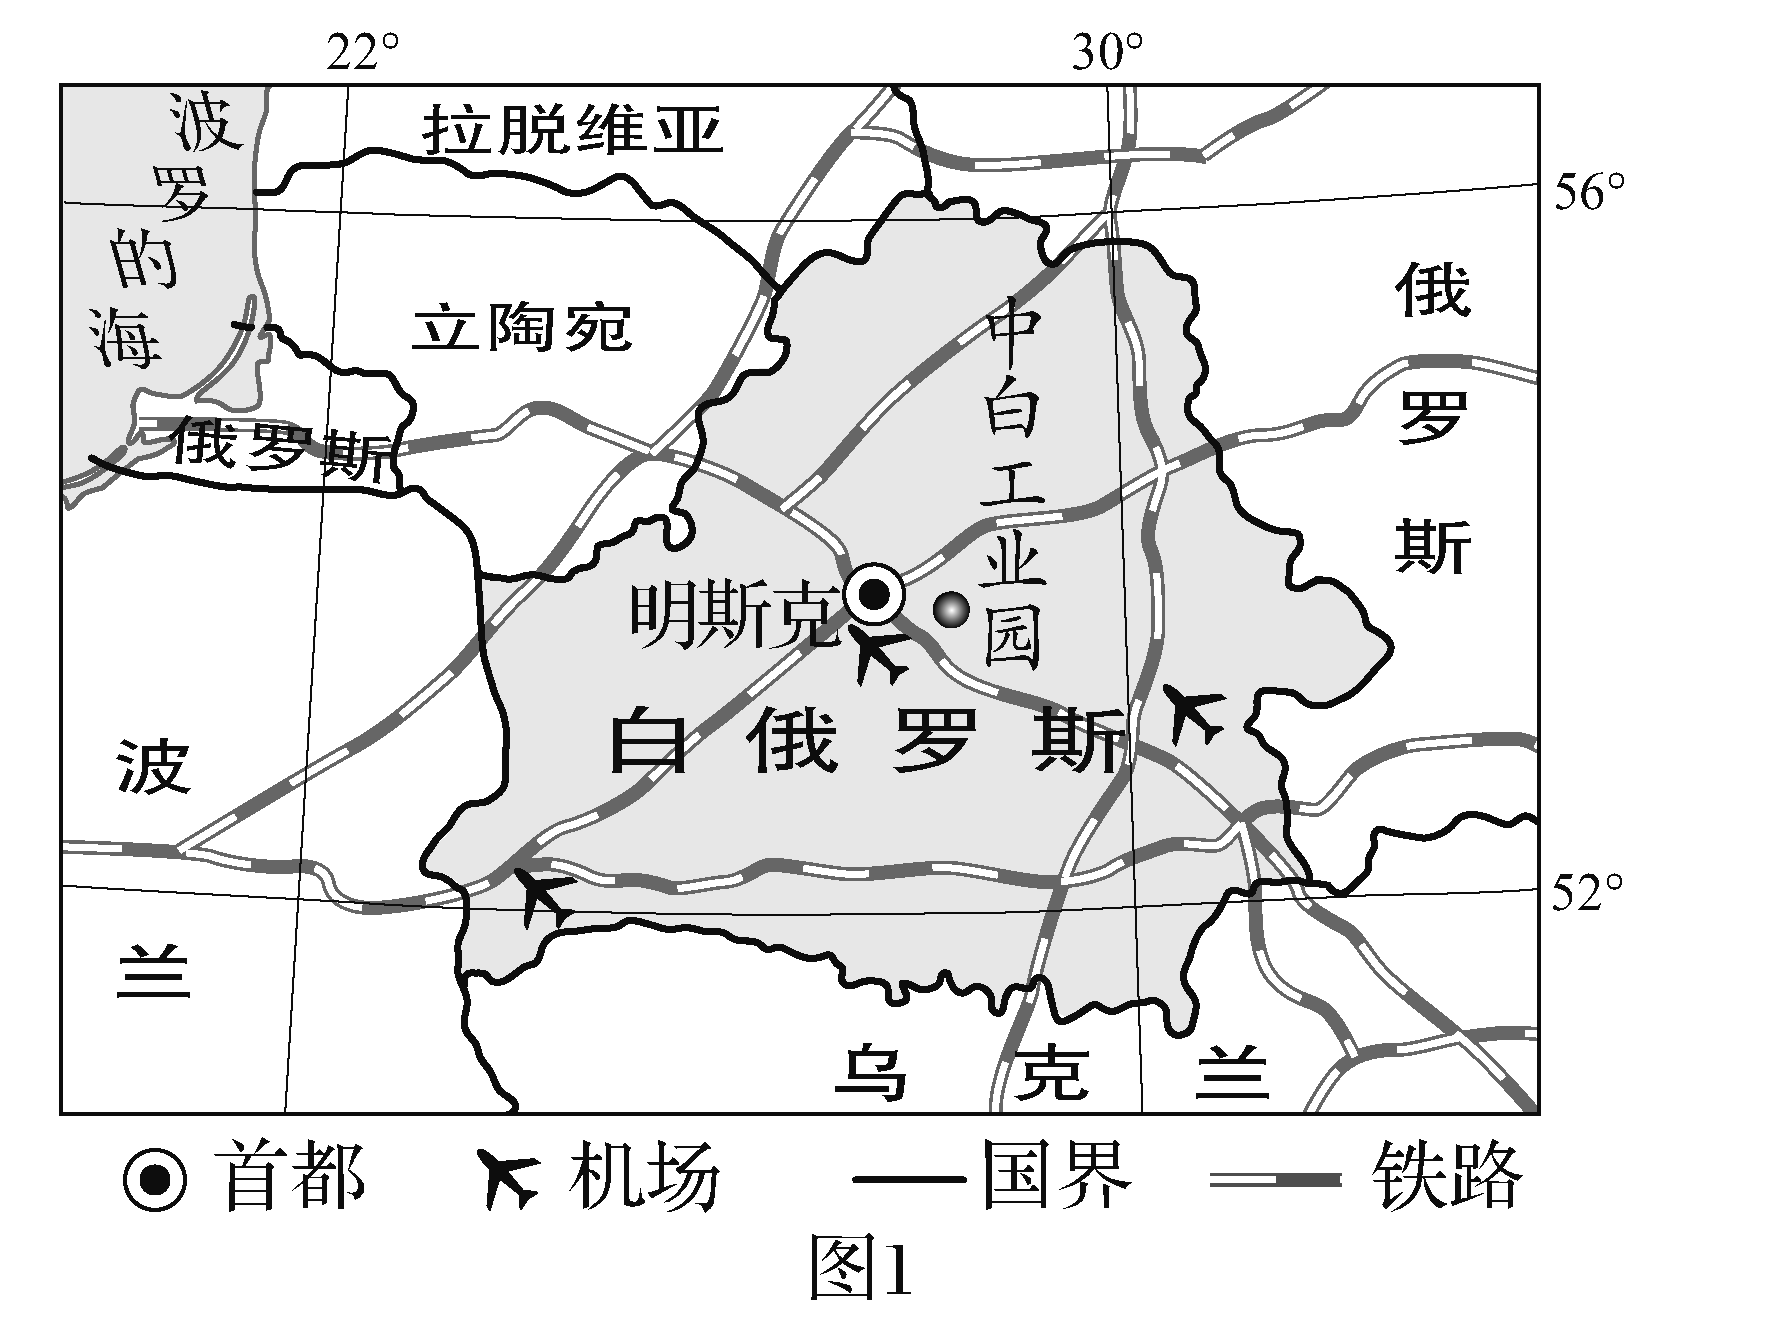 22°
30°
波罗的海
拉脱维亚
56°
立陶宛
俄罗斯
中白工业园
俄罗斯
明斯克
白俄罗斯
波兰
52°
乌克兰
首都
机场
国界
铁路
图1